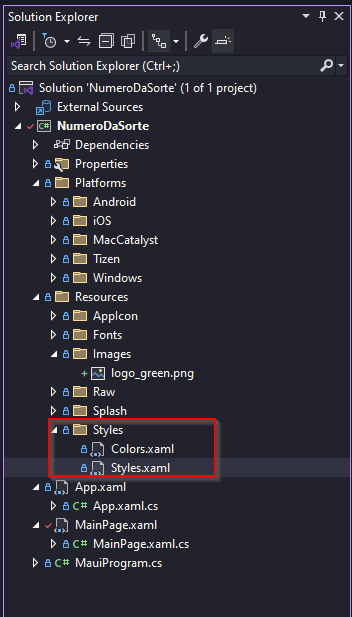 Solution Explorer
Search Solution Explorer (Ctrl+;)
Solution 'NumeroDaSorte' (1 of 1 project)
External Sources
C# NumeroDaSorte
Dependencies
Properties
Platforms
Android
iOS
MacCatalyst
Tizen
Windows
Resources
AppIcon
Fonts
Images
logo_green.png
Raw
Splash
Styles
Colors.xaml
Styles.xaml
App.xaml
C# App.xaml.cs
MainPage.xaml
C# MainPage.xaml.cs
C# MauiProgram.cs